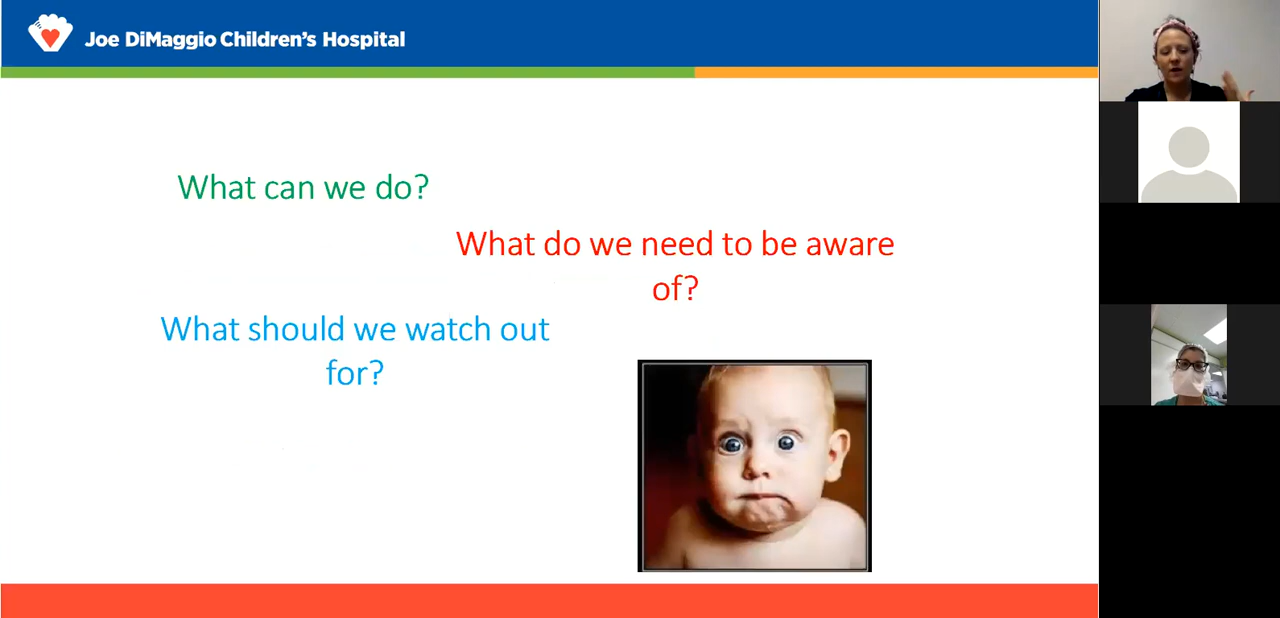 Joe DiMaggio Children's Hospital
What can we do?
What do we need to be aware
of?
What should we watch out
for?